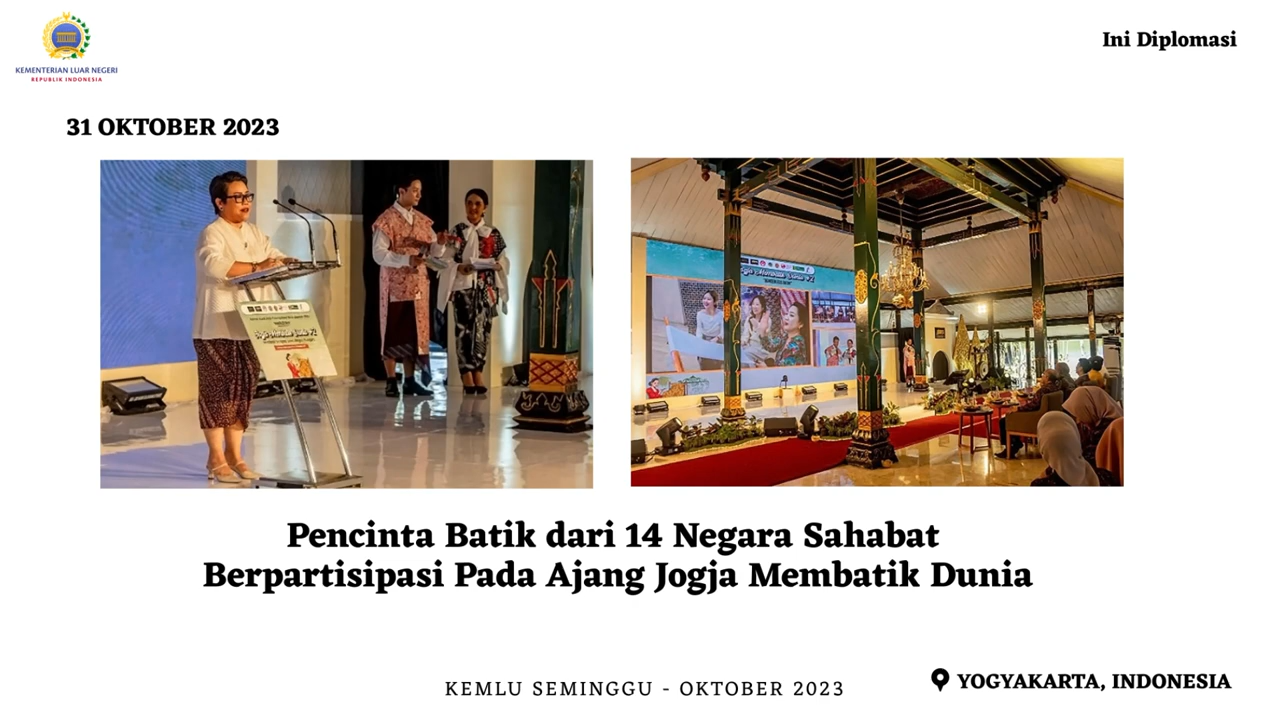 KEMENTERIAN LUAR NEGERI
REPUBLIK INDONESIA
Ini Diplomasi
31 OKTOBER 2023
Pencinta Batik dari 14 Negara Sahabat
Berpartisipasi Pada Ajang Jogja Membatik Dunia
KEMLU SEMINGGU - OKTOBER 2023
YOGYAKARTA, INDONESIA